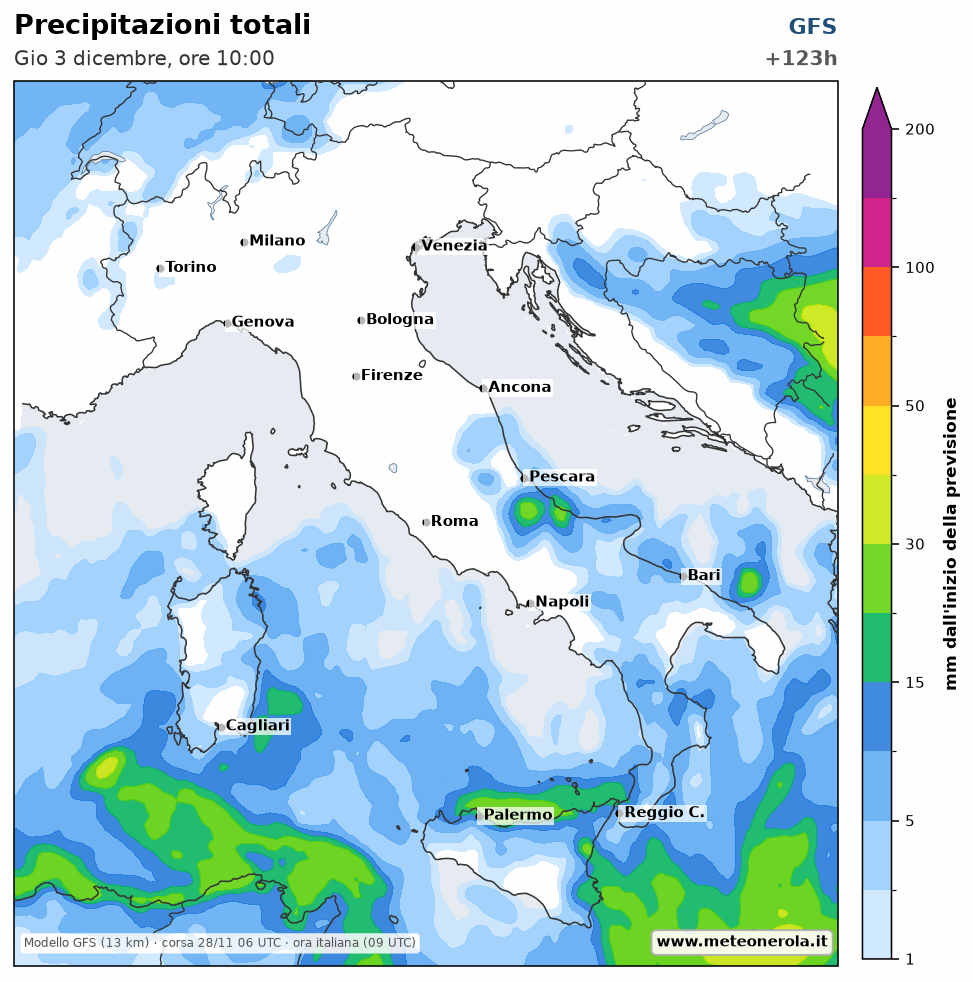 Precipitazioni totali
GFS
Gio 3 dicembre, ore 10:00
+123h
200
100
50
30
15
5
1
mm dall'inizio della previsione
Milano
Venezia
Torino
Genova
Bologna
Firenze
Ancona
Pescara
Roma
Bari
Napoli
Cagliari
Palermo
Reggio C.
Modello GFS (13 km) · corsa 28/11 06 UTC · ora italiana (09 UTC)
www.meteonerola.it